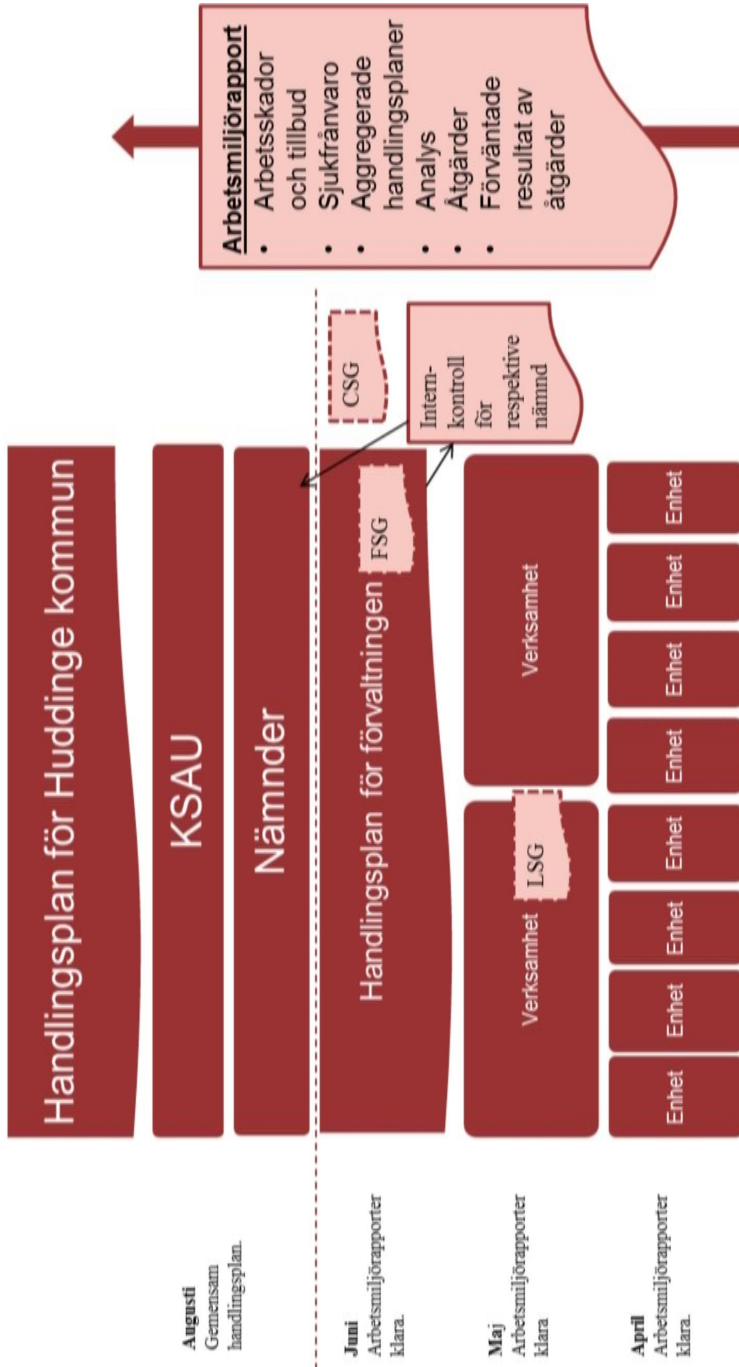 Handlingsplan för Huddinge kommun
Augusti
Gemensam
handlingsplan.
KSAU
Nämnder
Juni
Arbetsmiljörapporter
klara.
Handlingsplan för förvaltningen
FSG
CSG
Intern-
kontroll
för
respektive
nämnd
Maj
Arbetsmiljörapporter
klara
Verksamhet
LSG
Verksamhet
April
Arbetsmiljörapporter
klara.
Enhet
Enhet
Enhet
Enhet
Enhet
Enhet
Enhet
Enhet
Arbetsmiljörapport
• Arbetsskador
och tillbud
• Sjukfrånvaro
• Aggregerade
handlingsplaner
• Analys
• Åtgärder
• Förväntade
resultat av
åtgärder